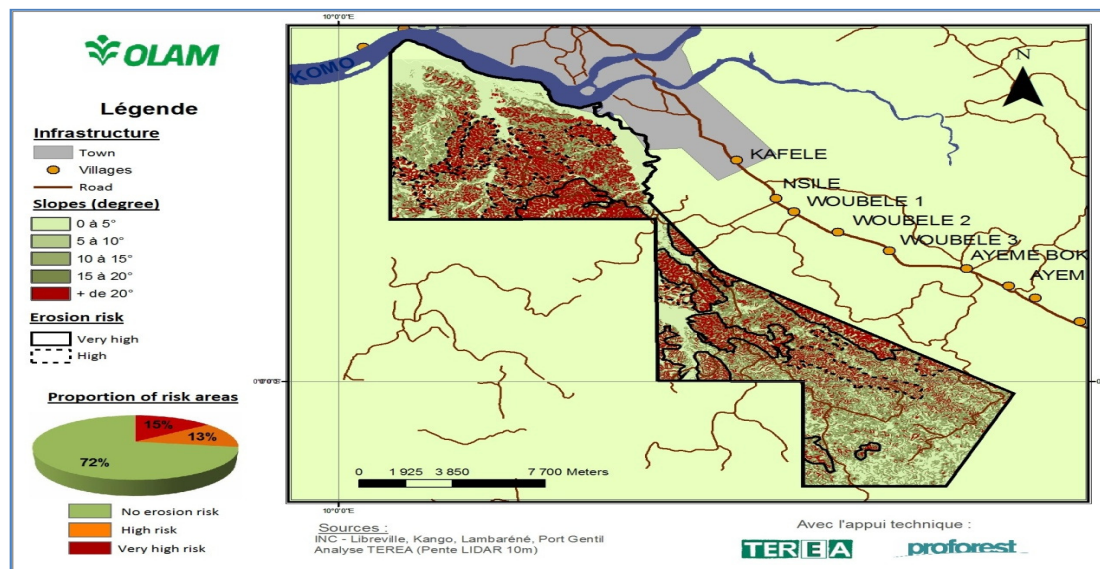 OLAM
Légende
Infrastructure
Town
Villages
Road
Slopes (degree)
0 à 5°
5 à 10°
10 à 15°
15 à 20°
+ de 20°
Erosion risk
Very high
High
Proportion of risk areas
15%
13%
72%
No erosion risk
High risk
Very high risk
10°0'0"E
KOMO
N
KAFELE
NSILE
WOUBELE 1
WOUBELE 2
WOUBELE 3
AYEME BOK
AYEM
0 1 925 3 850 7 700 Meters
10°0'0"E
Sources :
INC - Libreville, Kango, Lambaréné, Port Gentil
Analyse TEREA (Pente LIDAR 10m)
Avec l'appui technique :
TEREA
proforest